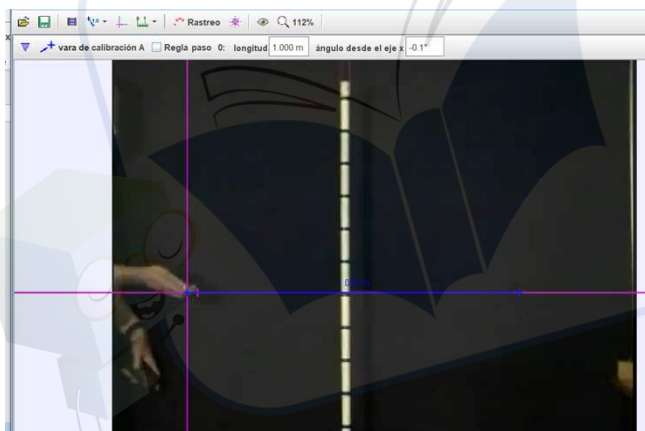 Rastreo 112%
vara de calibración A Regla paso 0: longitud 1.000 m ángulo desde el eje x -0.1°